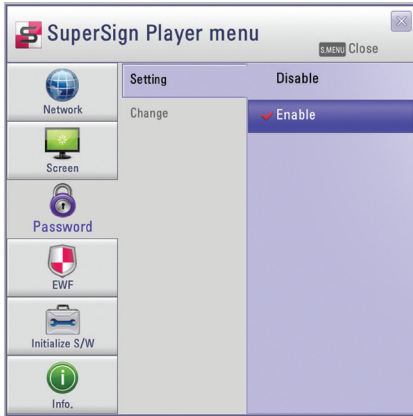 SuperSign Player menu
S.MENU Close
Network
Screen
Password
EWF
Initialize S/W
Info.
Setting
Change
Disable
Enable